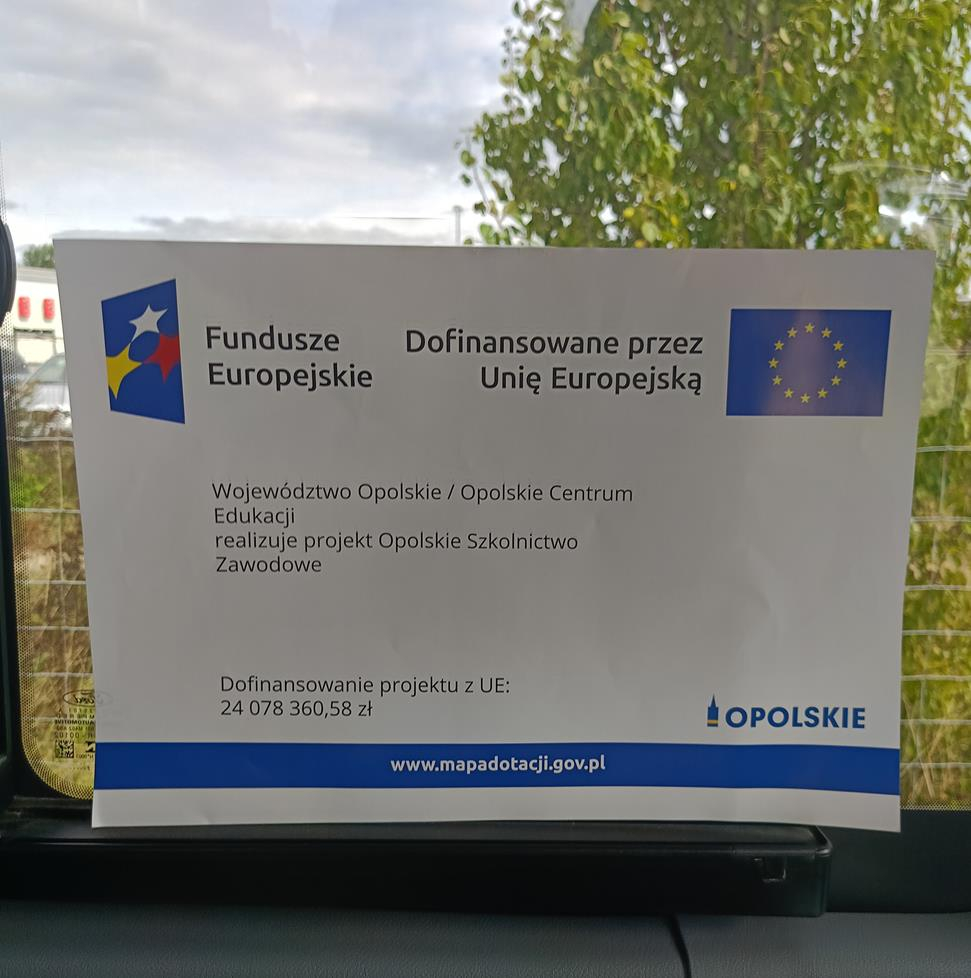 Fundusze
Europejskie
Dofinansowane przez
Unię Europejską
Województwo Opolskie / Opolskie Centrum
Edukacji
realizuje projekt Opolskie Szkolnictwo
Zawodowe
Dofinansowanie projektu z UE:
24 078 360,58 zł
OPOLSKIE
www.mapadotacji.gov.pl
Ford